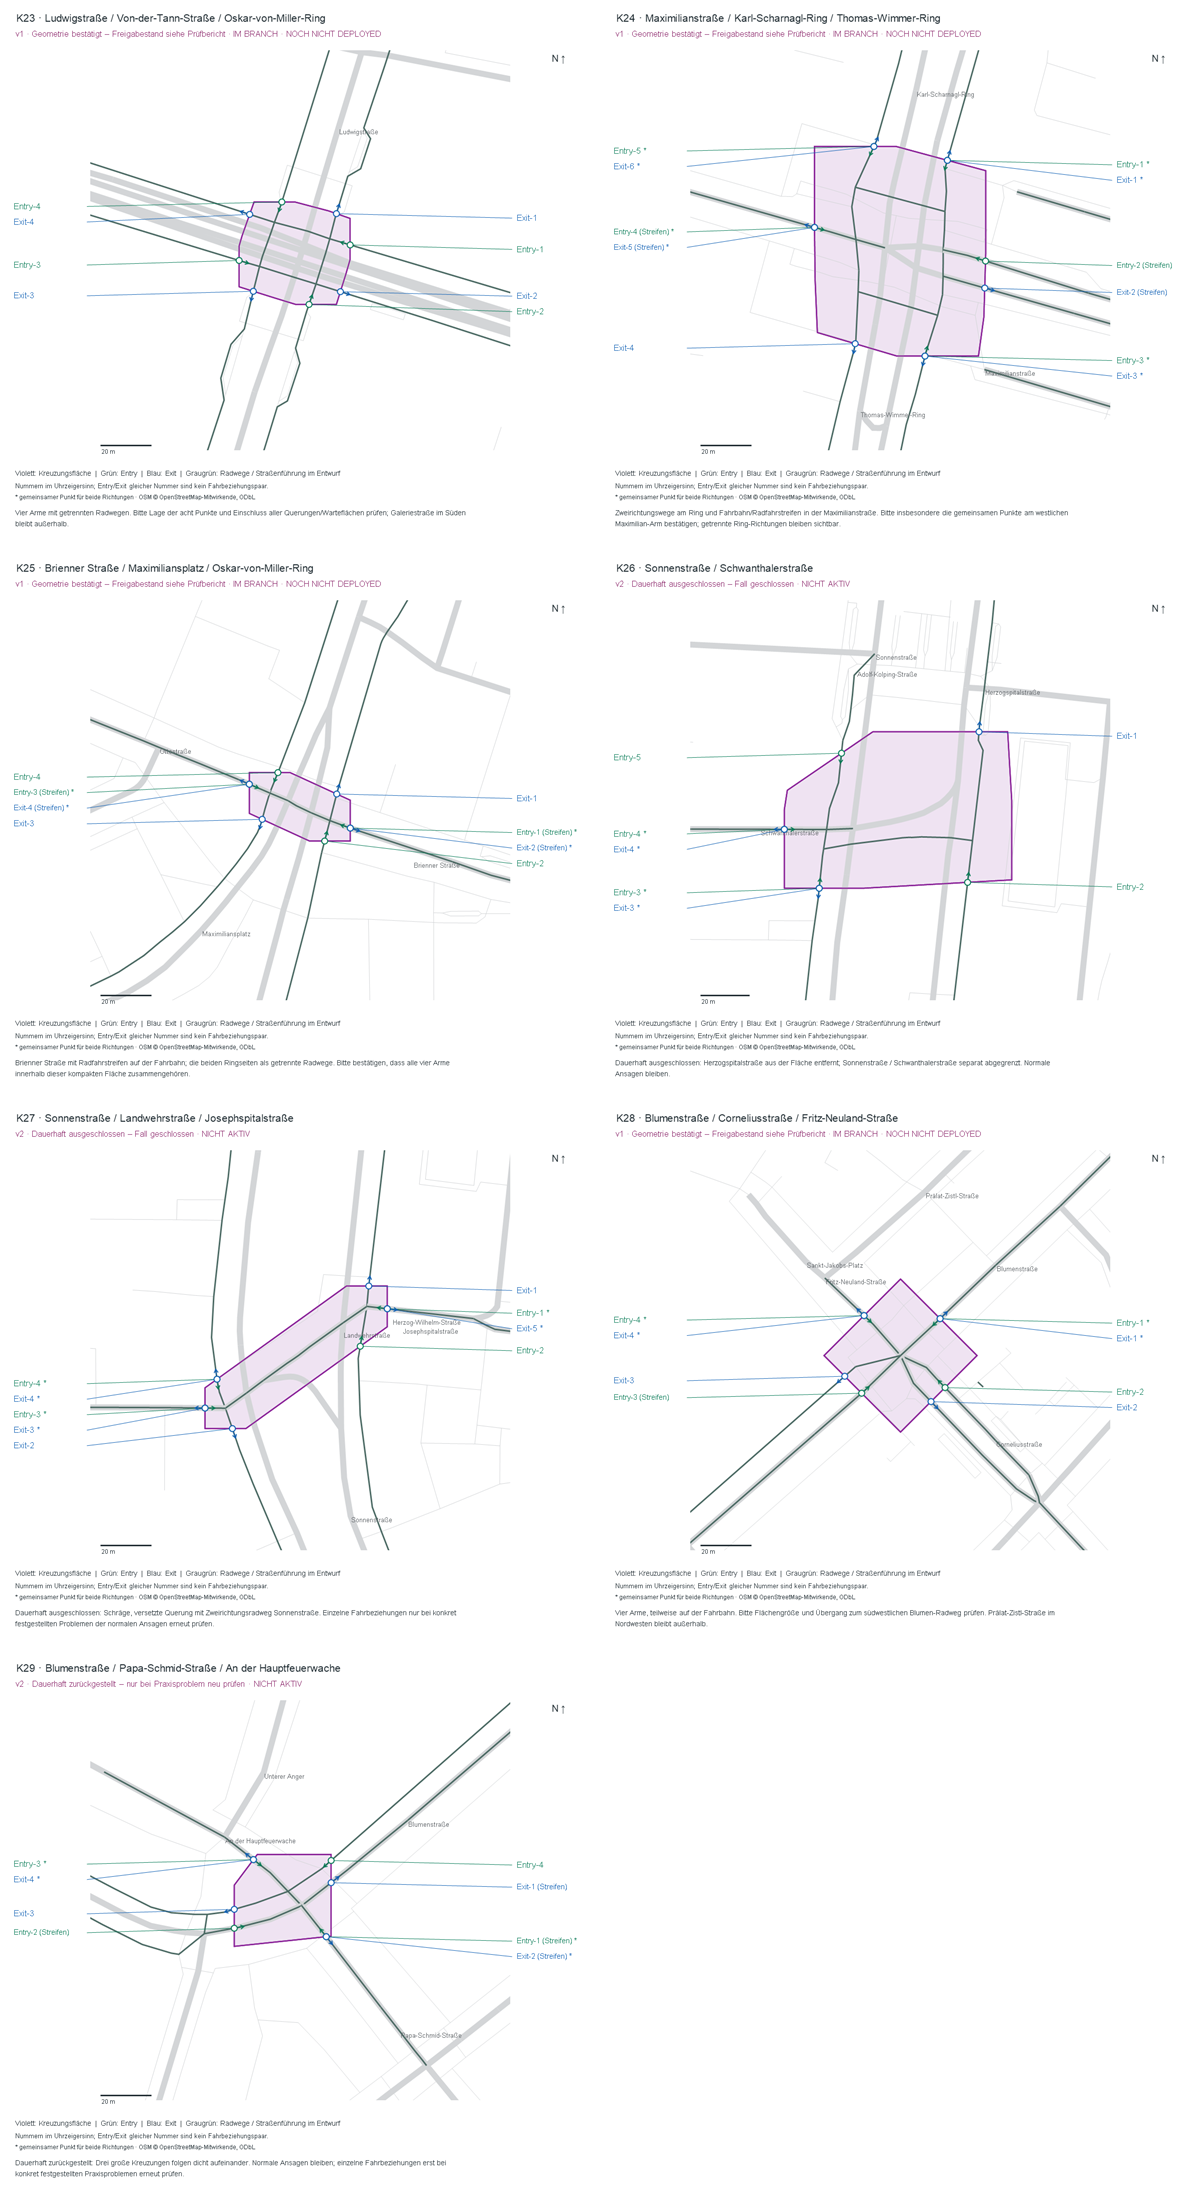 K23 · Ludwigstraße / Von-der-Tann-Straße / Oskar-von-Miller-Ring
v1 · Geometrie bestätigt – Freigabestand siehe Prüfbericht · IM BRANCH · NOCH NICHT DEPLOYED
N↑
Ludwigstraße
Entry-4
Exit-4
Entry-3
Exit-3
Exit-1
Entry-1
Exit-2
Entry-2
20 m
Violett: Kreuzungsfläche | Grün: Entry | Blau: Exit | Graugrün: Radwege / Straßenführung im Entwurf
Nummern im Uhrzeigersinn; Entry/Exit gleicher Nummer sind kein Fahrbeziehungspaar.
* gemeinsamer Punkt für beide Richtungen · OSM © OpenStreetMap-Mitwirkende, ODbL
Vier Arme mit getrennten Radwegen. Bitte Lage der acht Punkte und Einschluss aller Querungen/Warteflächen prüfen; Galeriestraße im Süden
bleibt außerhalb.
K24 · Maximilianstraße / Karl-Scharnagl-Ring / Thomas-Wimmer-Ring
v1 · Geometrie bestätigt – Freigabestand siehe Prüfbericht · IM BRANCH · NOCH NICHT DEPLOYED
N↑
Karl-Scharnagl-Ring
Entry-5 *
Exit-6 *
Entry-4 (Streifen) *
Exit-5 (Streifen) *
Exit-4
Entry-1 *
Exit-1 *
Entry-2 (Streifen)
Exit-2 (Streifen)
Entry-3 *
Exit-3 *
Maximilianstraße
Thomas-Wimmer-Ring
20 m
Violett: Kreuzungsfläche | Grün: Entry | Blau: Exit | Graugrün: Radwege / Straßenführung im Entwurf
Nummern im Uhrzeigersinn; Entry/Exit gleicher Nummer sind kein Fahrbeziehungspaar.
* gemeinsamer Punkt für beide Richtungen · OSM © OpenStreetMap-Mitwirkende, ODbL
Zweirichtungswege am Ring und Fahrbahn/Radfahrstreifen in der Maximilianstraße. Bitte insbesondere die gemeinsamen Punkte am westlichen
Maximilian-Arm bestätigen; getrennte Ring-Richtungen bleiben sichtbar.
K25 · Brienner Straße / Maximiliansplatz / Oskar-von-Miller-Ring
v1 · Geometrie bestätigt – Freigabestand siehe Prüfbericht · IM BRANCH · NOCH NICHT DEPLOYED
N↑
Ottostraße
Entry-4
Entry-3 (Streifen) *
Exit-4 (Streifen) *
Exit-3
Exit-1
Entry-1 (Streifen) *
Exit-2 (Streifen) *
Entry-2
Brienner Straße
Maximiliansplatz
20 m
Violett: Kreuzungsfläche | Grün: Entry | Blau: Exit | Graugrün: Radwege / Straßenführung im Entwurf
Nummern im Uhrzeigersinn; Entry/Exit gleicher Nummer sind kein Fahrbeziehungspaar.
* gemeinsamer Punkt für beide Richtungen · OSM © OpenStreetMap-Mitwirkende, ODbL
Brienner Straße mit Radfahrstreifen auf der Fahrbahn; die beiden Ringseiten als getrennte Radwege. Bitte bestätigen, dass alle vier Arme
innerhalb dieser kompakten Fläche zusammengehören.
K26 · Sonnenstraße / Schwanthalerstraße
v2 · Dauerhaft ausgeschlossen – Fall geschlossen · NICHT AKTIV
N↑
Sonnenstraße
Adolf-Kolping-Straße
Herzogspitalstraße
Entry-5
Entry-4 *
Exit-4 *
Entry-3 *
Exit-3 *
Exit-1
Entry-2
Schwanthalerstraße
20 m
Violett: Kreuzungsfläche | Grün: Entry | Blau: Exit | Graugrün: Radwege / Straßenführung im Entwurf
Nummern im Uhrzeigersinn; Entry/Exit gleicher Nummer sind kein Fahrbeziehungspaar.
* gemeinsamer Punkt für beide Richtungen · OSM © OpenStreetMap-Mitwirkende, ODbL
Dauerhaft ausgeschlossen: Herzogspitalstraße aus der Fläche entfernt; Sonnenstraße / Schwanthalerstraße separat abgegrenzt. Normale
Ansagen bleiben.
K27 · Sonnenstraße / Landwehrstraße / Josephspitalstraße
v2 · Dauerhaft ausgeschlossen – Fall geschlossen · NICHT AKTIV
N↑
Exit-1
Entry-1 *
Exit-5 *
Entry-2
Herzog-Wilhelm-Straße
Josephspitalstraße
Landwehrstraße
Entry-4 *
Exit-4 *
Entry-3 *
Exit-3 *
Exit-2
Sonnenstraße
20 m
Violett: Kreuzungsfläche | Grün: Entry | Blau: Exit | Graugrün: Radwege / Straßenführung im Entwurf
Nummern im Uhrzeigersinn; Entry/Exit gleicher Nummer sind kein Fahrbeziehungspaar.
* gemeinsamer Punkt für beide Richtungen · OSM © OpenStreetMap-Mitwirkende, ODbL
Dauerhaft ausgeschlossen: Schräge, versetzte Querung mit Zweirichtungsradweg Sonnenstraße. Einzelne Fahrbeziehungen nur bei konkret
festgestellten Problemen der normalen Ansagen erneut prüfen.
K28 · Blumenstraße / Corneliusstraße / Fritz-Neuland-Straße
v1 · Geometrie bestätigt – Freigabestand siehe Prüfbericht · IM BRANCH · NOCH NICHT DEPLOYED
N↑
Prälat-Zistl-Straße
Sankt-Jakobs-Platz
Fritz-Neuland-Straße
Blumenstraße
Entry-4 *
Exit-4 *
Exit-3
Entry-3 (Streifen)
Entry-1 *
Exit-1 *
Entry-2
Exit-2
Corneliusstraße
20 m
Violett: Kreuzungsfläche | Grün: Entry | Blau: Exit | Graugrün: Radwege / Straßenführung im Entwurf
Nummern im Uhrzeigersinn; Entry/Exit gleicher Nummer sind kein Fahrbeziehungspaar.
* gemeinsamer Punkt für beide Richtungen · OSM © OpenStreetMap-Mitwirkende, ODbL
Vier Arme, teilweise auf der Fahrbahn. Bitte Flächengröße und Übergang zum südwestlichen Blumen-Radweg prüfen. Prälat-Zistl-Straße im
Nordwesten bleibt außerhalb.
K29 · Blumenstraße / Papa-Schmid-Straße / An der Hauptfeuerwache
v2 · Dauerhaft zurückgestellt – nur bei Praxisproblem neu prüfen · NICHT AKTIV
N↑
Unterer Anger
An der Hauptfeuerwache
Blumenstraße
Entry-3 *
Exit-4 *
Exit-3
Entry-2 (Streifen)
Entry-4
Exit-1 (Streifen)
Entry-1 (Streifen) *
Exit-2 (Streifen) *
Papa-Schmid-Straße
20 m
Violett: Kreuzungsfläche | Grün: Entry | Blau: Exit | Graugrün: Radwege / Straßenführung im Entwurf
Nummern im Uhrzeigersinn; Entry/Exit gleicher Nummer sind kein Fahrbeziehungspaar.
* gemeinsamer Punkt für beide Richtungen · OSM © OpenStreetMap-Mitwirkende, ODbL
Dauerhaft zurückgestellt: Drei große Kreuzungen folgen dicht aufeinander. Normale Ansagen bleiben; einzelne Fahrbeziehungen erst bei
konkret festgestellten Praxisproblemen erneut prüfen.